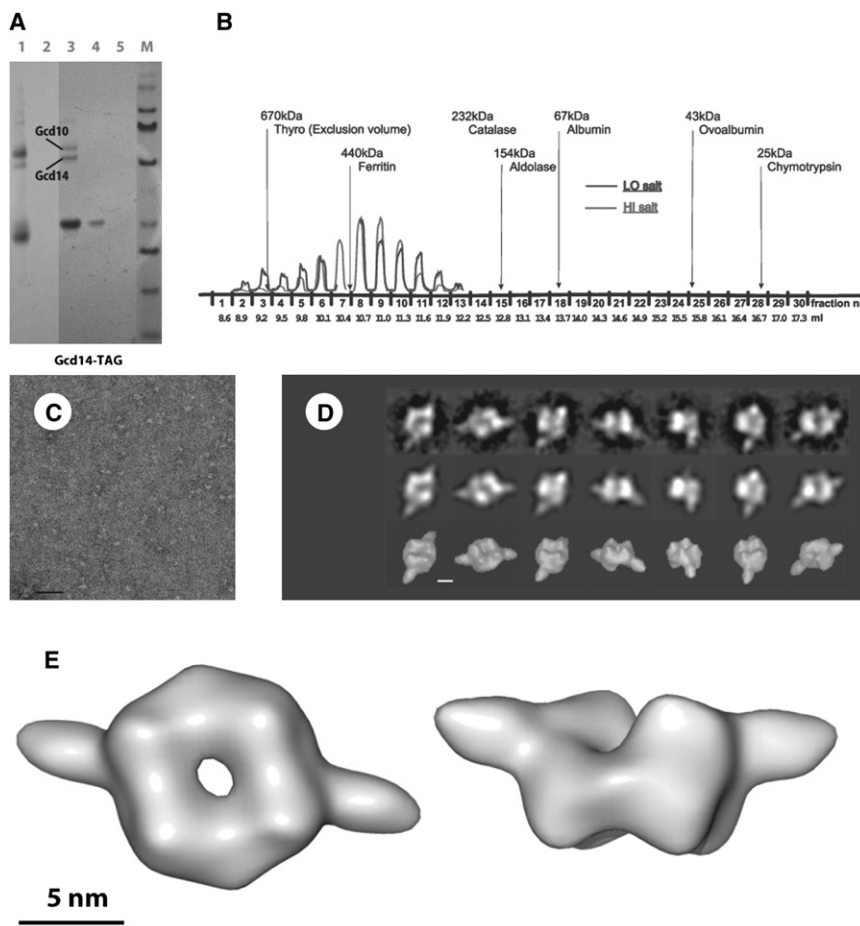 A
1 2 3 4 5 M
Gcd10
Gcd14
Gcd14-TAG
B
670kDa
Thyro (Exclusion volume)
440kDa
Ferritin
232kDa
Catalase
154kDa
Aldolase
67kDa
Albumin
43kDa
Ovoalbumin
25kDa
Chymotrypsin
LO salt
HI salt
1 2 3 4 5 6 7 8 9 10 11 12 13 14 15 16 17 18 19 20 21 22 23 24 25 26 27 28 29 30 fraction n
8.6 8.9 9.2 9.5 9.8 10.1 10.4 10.7 11.0 11.3 11.6 11.9 12.2 12.5 12.8 13.1 13.4 13.7 14.0 14.3 14.6 14.9 15.2 15.5 15.8 16.1 16.4 16.7 17.0 17.3 ml
C
D
E
5 nm